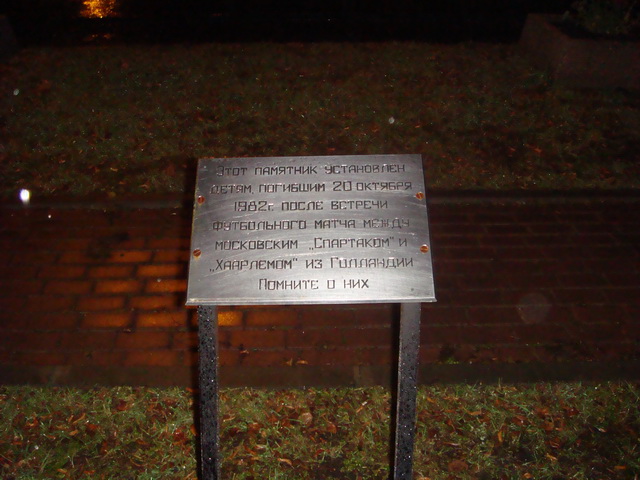 Этот памятник установлен
детям, погибшим 20 октября
1982г. после встречи
футбольного матча между
московским „Спартаком" и
„Хаарлемом" из Голландии
Помните о них